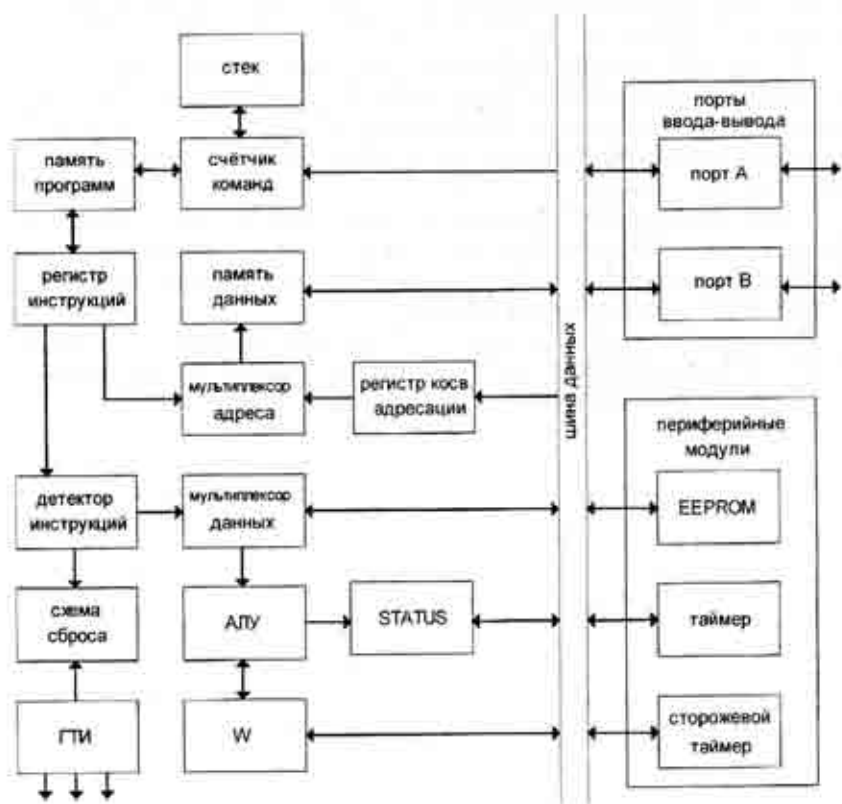 стек
порты
ввода-вывода
память
программ
счётчик
команд
порт А
регистр
инструкций
память
данных
порт В
шина данных
мультиплексор
адреса
регистр косв.
адресации
периферийные
модули
детектор
инструкций
мультиплексор
данных
EEPROM
схема
сброса
АЛУ
STATUS
таймер
ГТИ
W
сторожевой
таймер